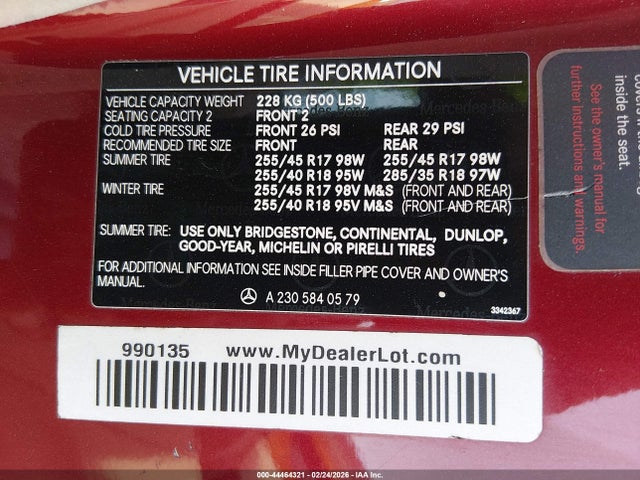 VEHICLE TIRE INFORMATION
VEHICLE CAPACITY WEIGHT 228 KG (500 LBS)
SEATING CAPACITY 2 FRONT 2
COLD TIRE PRESSURE FRONT 26 PSI REAR 29 PSI
RECOMMENDED TIRE SIZE FRONT REAR
SUMMER TIRE 255/45 R17 98W 255/45 R17 98W
255/40 R18 95W 285/35 R18 97W
WINTER TIRE 255/45 R17 98V M&S (FRONT AND REAR)
255/40 R18 95V M&S (FRONT AND REAR)
SUMMER TIRE: USE ONLY BRIDGESTONE, CONTINENTAL, DUNLOP,
GOOD-YEAR, MICHELIN OR PIRELLI TIRES
FOR ADDITIONAL INFORMATION SEE INSIDE FILLER PIPE COVER AND OWNER'S
MANUAL.
A 230 584 05 79
3342367
inside the seat.
See the owner's manual for
further instructions and warnings.
990135 www.MyDealerLot.com
000-44464321 - 02/24/2026 - Copyright IAA, Inc.